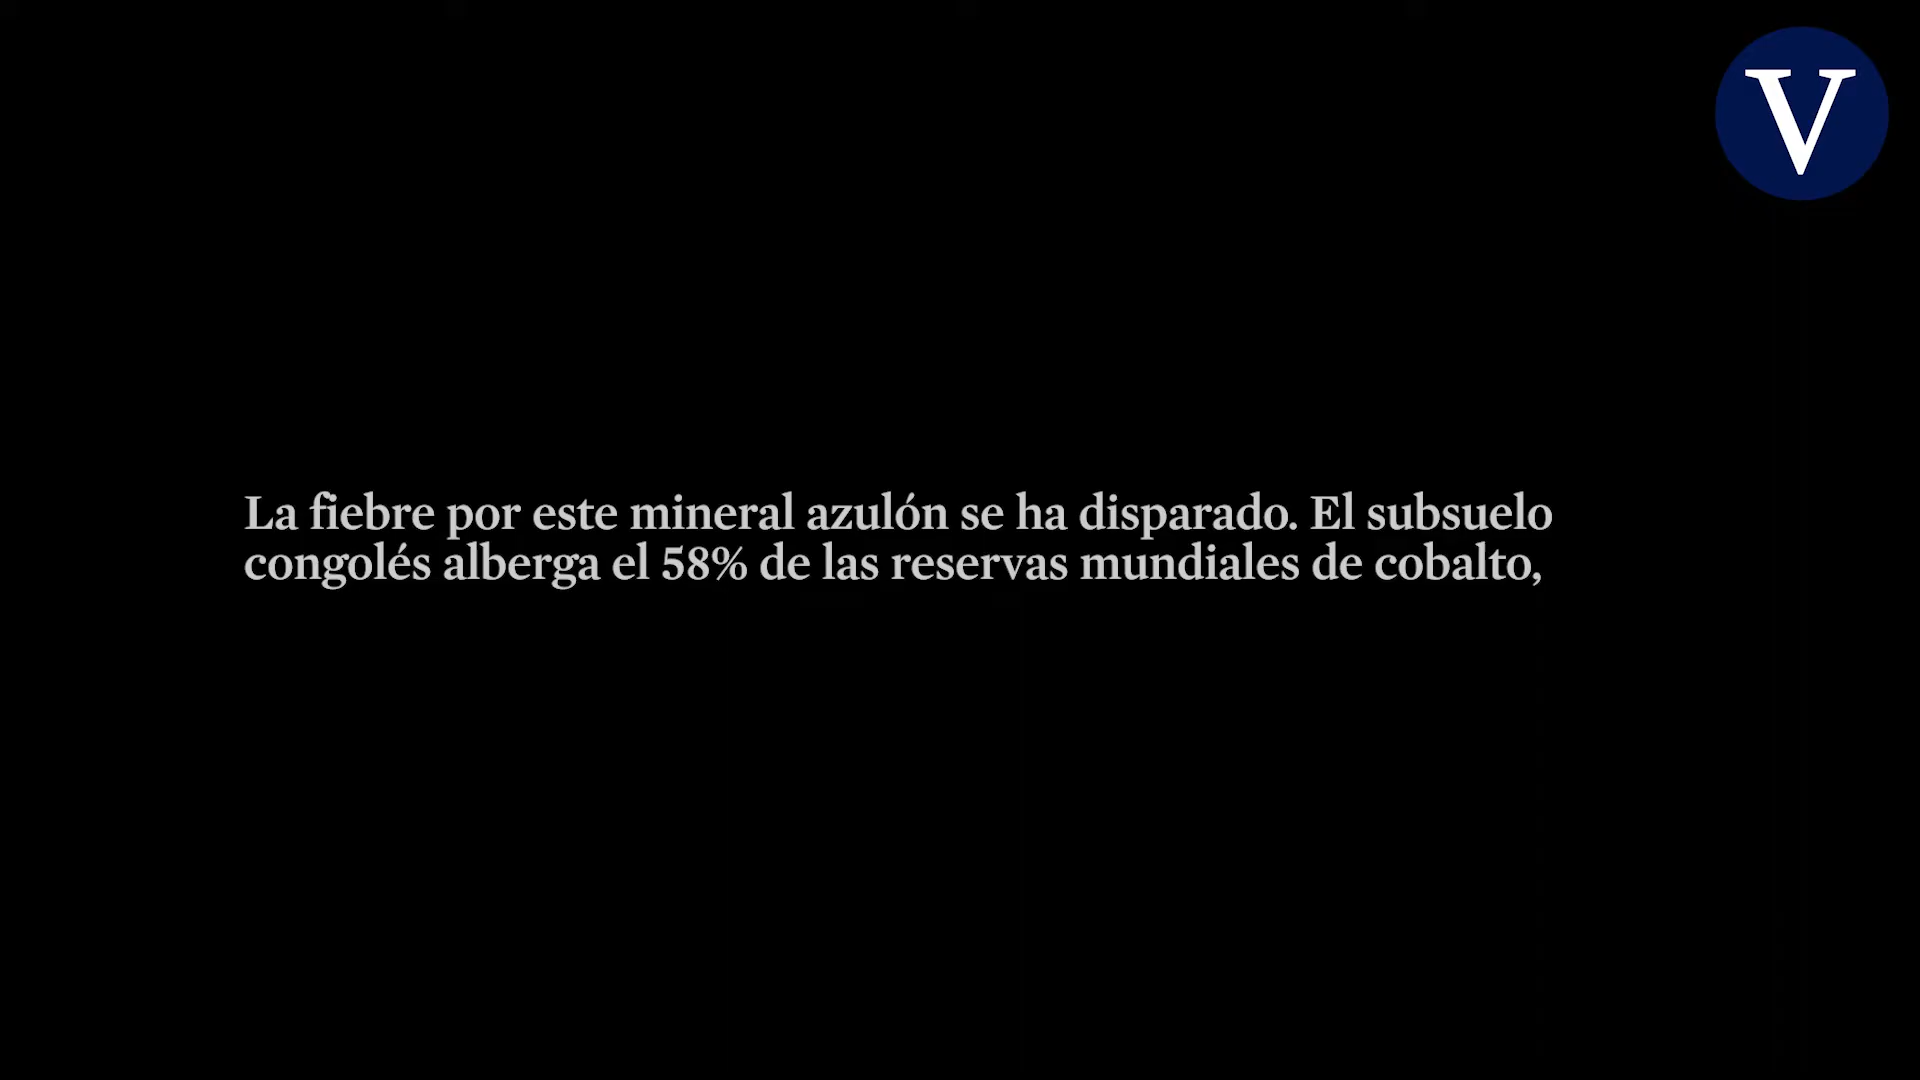 V
La fiebre por este mineral azulón se ha disparado. El subsuelo
congolés alberga el 58% de las reservas mundiales de cobalto,